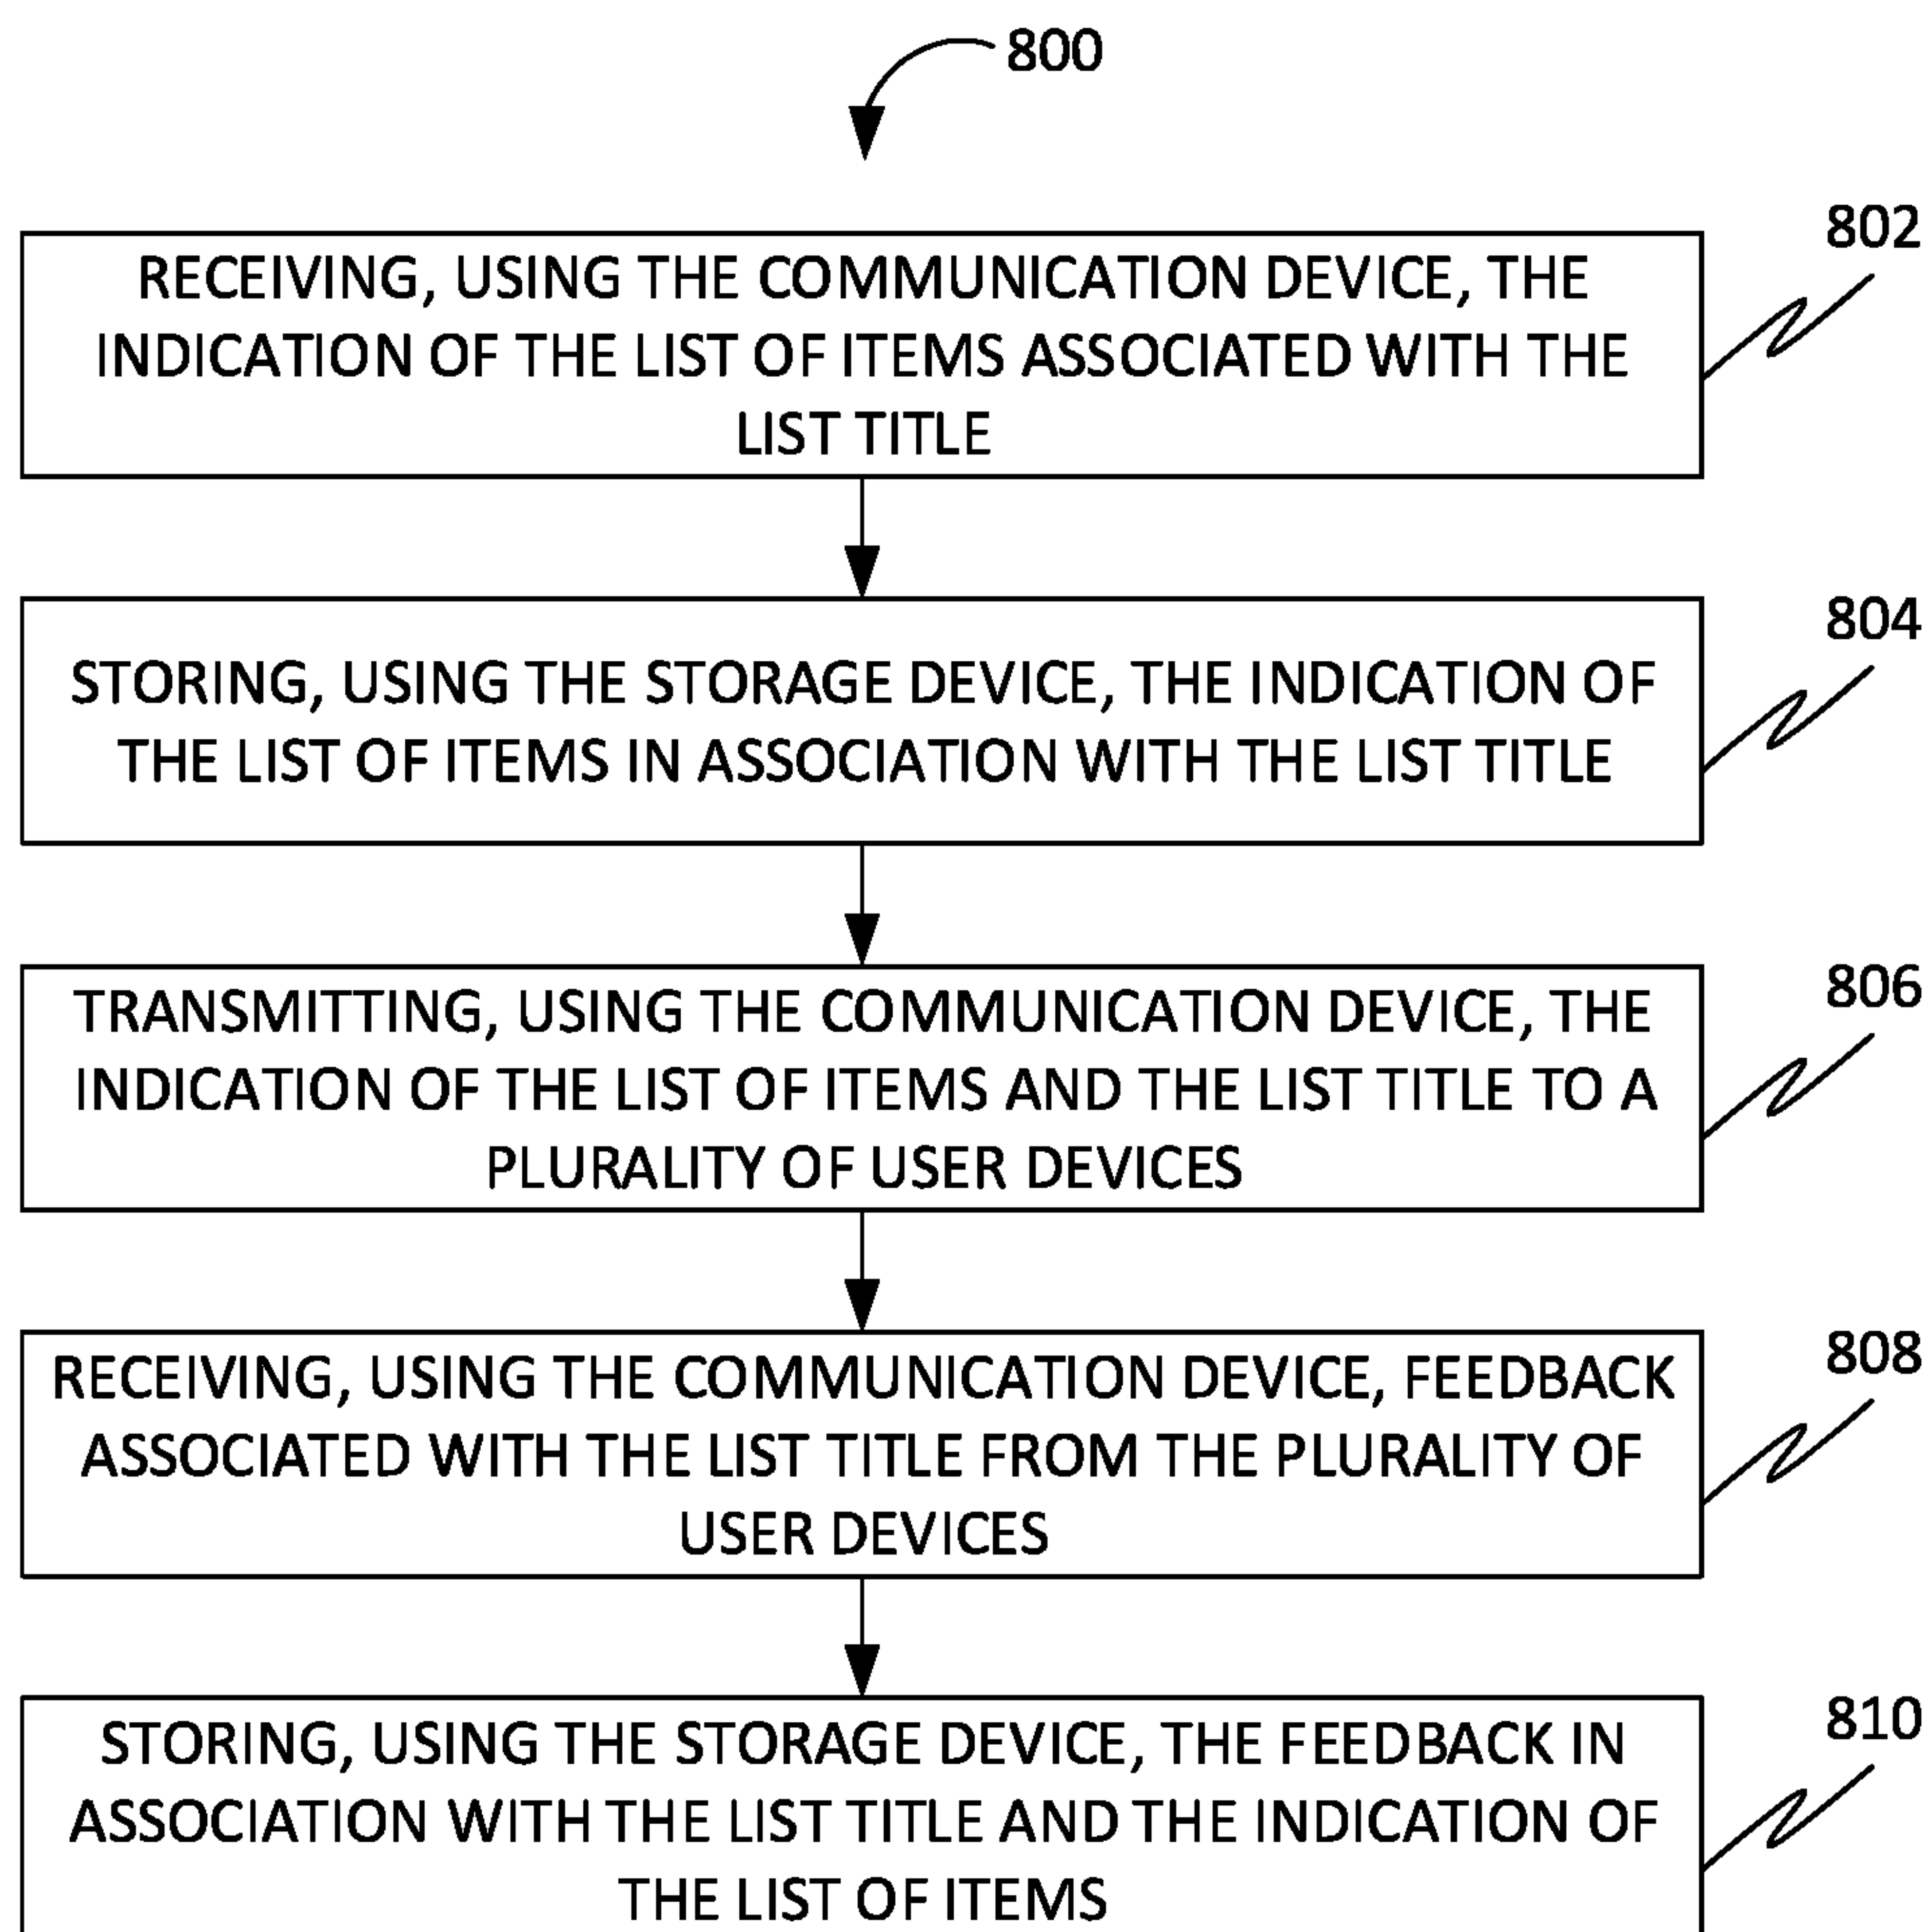 800
802
RECEIVING, USING THE COMMUNICATION DEVICE, THE
INDICATION OF THE LIST OF ITEMS ASSOCIATED WITH THE
LIST TITLE
804
STORING, USING THE STORAGE DEVICE, THE INDICATION OF
THE LIST OF ITEMS IN ASSOCIATION WITH THE LIST TITLE
806
TRANSMITTING, USING THE COMMUNICATION DEVICE, THE
INDICATION OF THE LIST OF ITEMS AND THE LIST TITLE TO A
PLURALITY OF USER DEVICES
808
RECEIVING, USING THE COMMUNICATION DEVICE, FEEDBACK
ASSOCIATED WITH THE LIST TITLE FROM THE PLURALITY OF
USER DEVICES
810
STORING, USING THE STORAGE DEVICE, THE FEEDBACK IN
ASSOCIATION WITH THE LIST TITLE AND THE INDICATION OF
THE LIST OF ITEMS